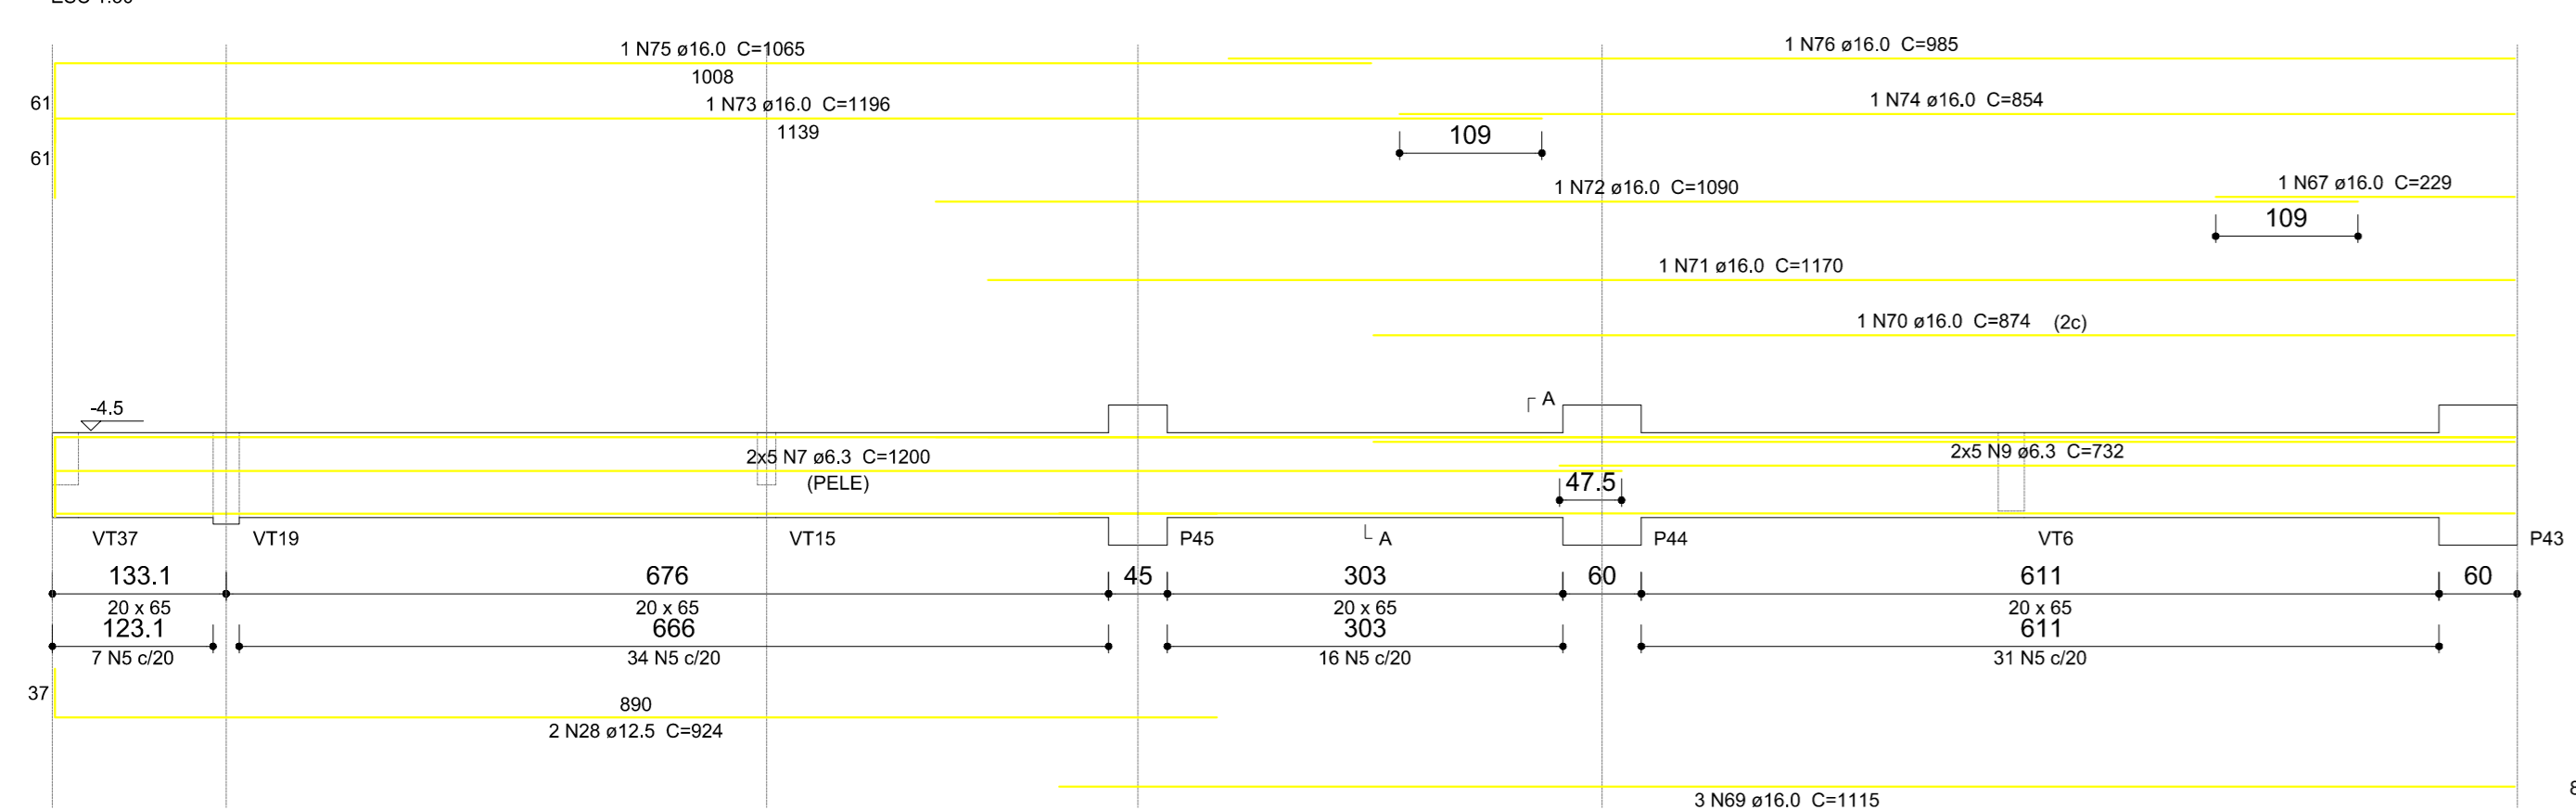 1 N75 ø16.0 C=1065
1 N76 ø16.0 C=985
1008
61
1 N73 ø16.0 C=1196
1 N74 ø16.0 C=854
1139
109
61
1 N72 ø16.0 C=1090
1 N67 ø16.0 C=229
109
1 N71 ø16.0 C=1170
1 N70 ø16.0 C=874 (2c)
A
-4.5
2x5 N7 ø6.3 C=1200
2x5 N9 ø6.3 C=732
(PELE)
47.5
VT37 VT19 VT15 P45 A P44 VT6 P43
133.1 676 45 303 60 611 60
20 x 65 20 x 65 20 x 65 20 x 65
123.1 666 303 611
7 N5 c/20 34 N5 c/20 16 N5 c/20 31 N5 c/20
37
890
2 N28 ø12.5 C=924
3 N69 ø16.0 C=1115